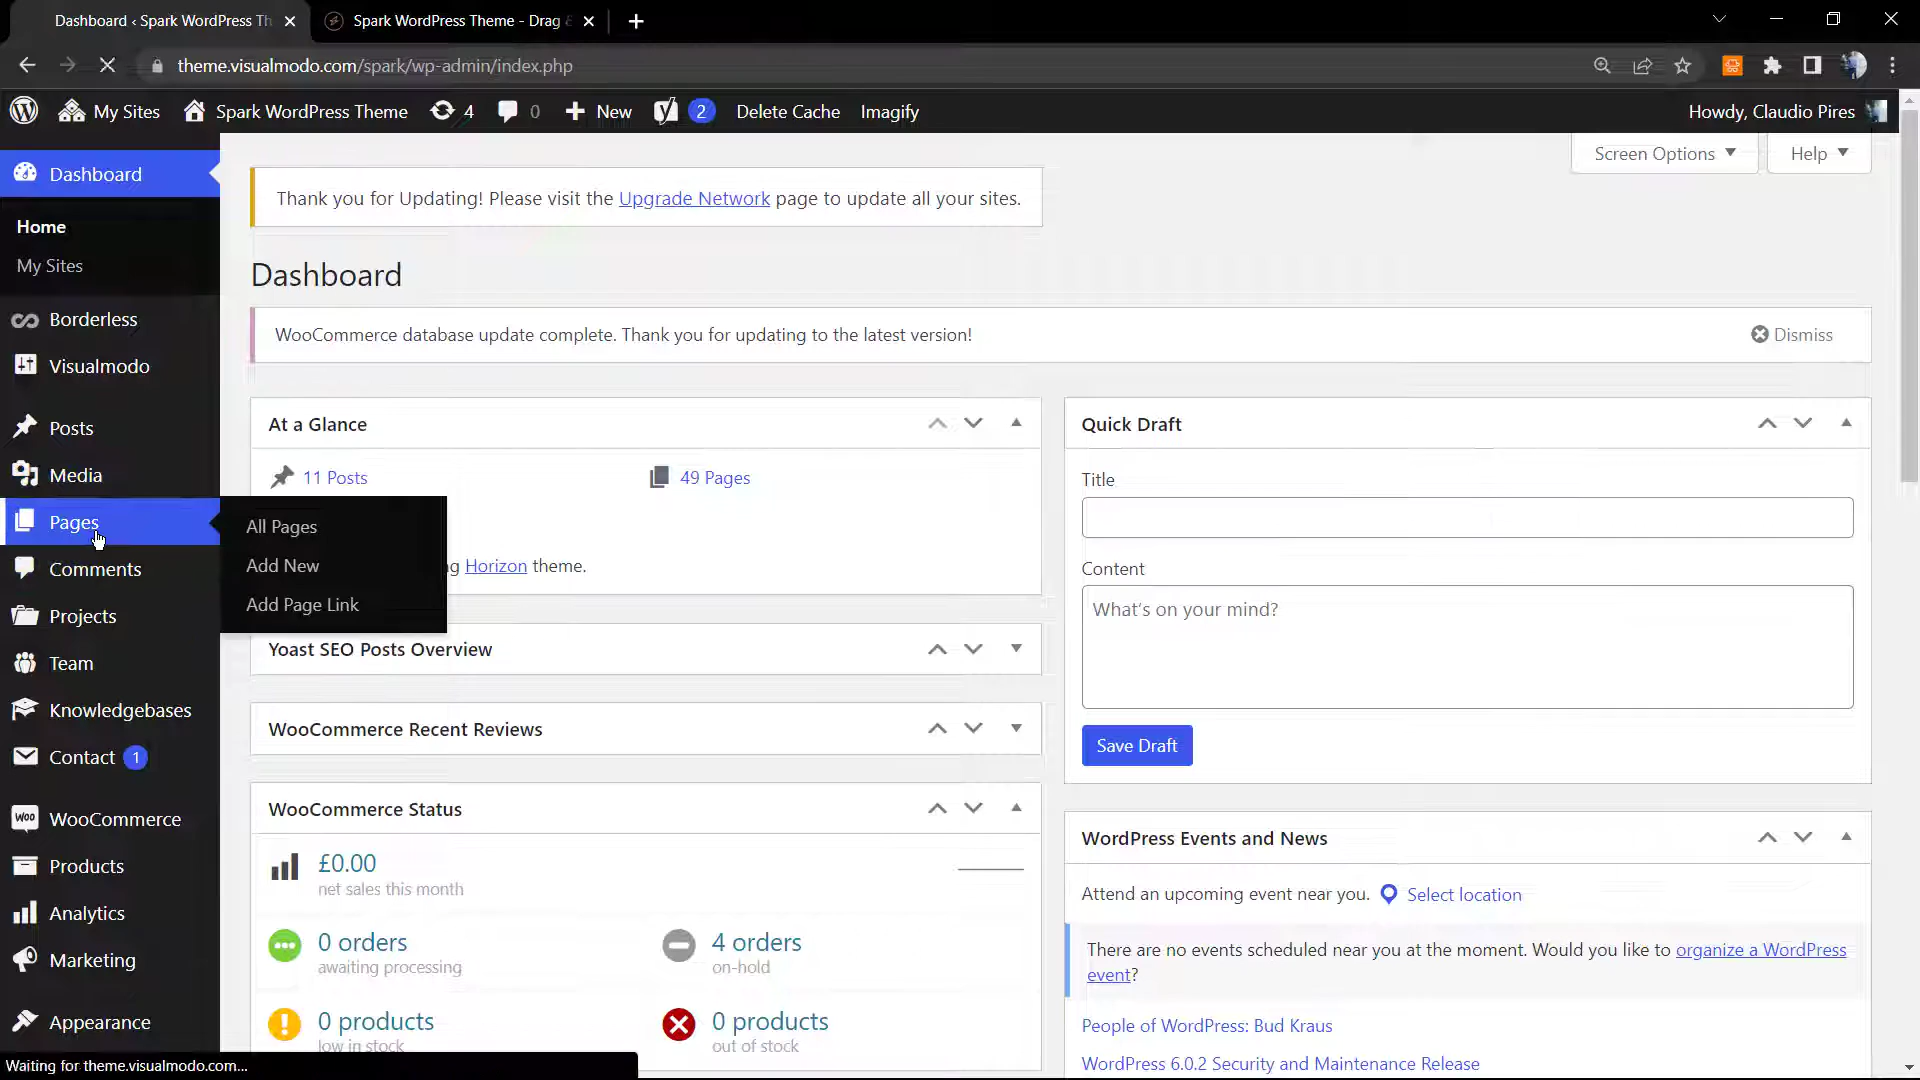 Dashboard ‹ Spark WordPress Th
Spark WordPress Theme - Drag &
theme.visualmodo.com/spark/wp-admin/index.php
My Sites
Spark WordPress Theme
4
0
New
2
Delete Cache
Imagify
Howdy, Claudio Pires
Screen Options
Help
Dashboard
Home
My Sites
Borderless
Visualmodo
Posts
Media
Pages
All Pages
Add New
Add Page Link
Comments
Projects
Team
Knowledgebases
Contact 1
WooCommerce
Products
Analytics
Marketing
Appearance
Thank you for Updating! Please visit the Upgrade Network page to update all your sites.
Dashboard
WooCommerce database update complete. Thank you for updating to the latest version!
Dismiss
At a Glance
11 Posts
49 Pages
g Horizon theme.
Yoast SEO Posts Overview
WooCommerce Recent Reviews
WooCommerce Status
woo
£0.00
net sales this month
0 orders
awaiting processing
4 orders
on-hold
0 products
low in stock
0 products
out of stock
Quick Draft
Title
Content
What's on your mind?
Save Draft
WordPress Events and News
Attend an upcoming event near you.
Select location
There are no events scheduled near you at the moment. Would you like to organize a WordPress
event?
People of WordPress: Bud Kraus
WordPress 6.0.2 Security and Maintenance Release
Waiting for theme.visualmodo.com...